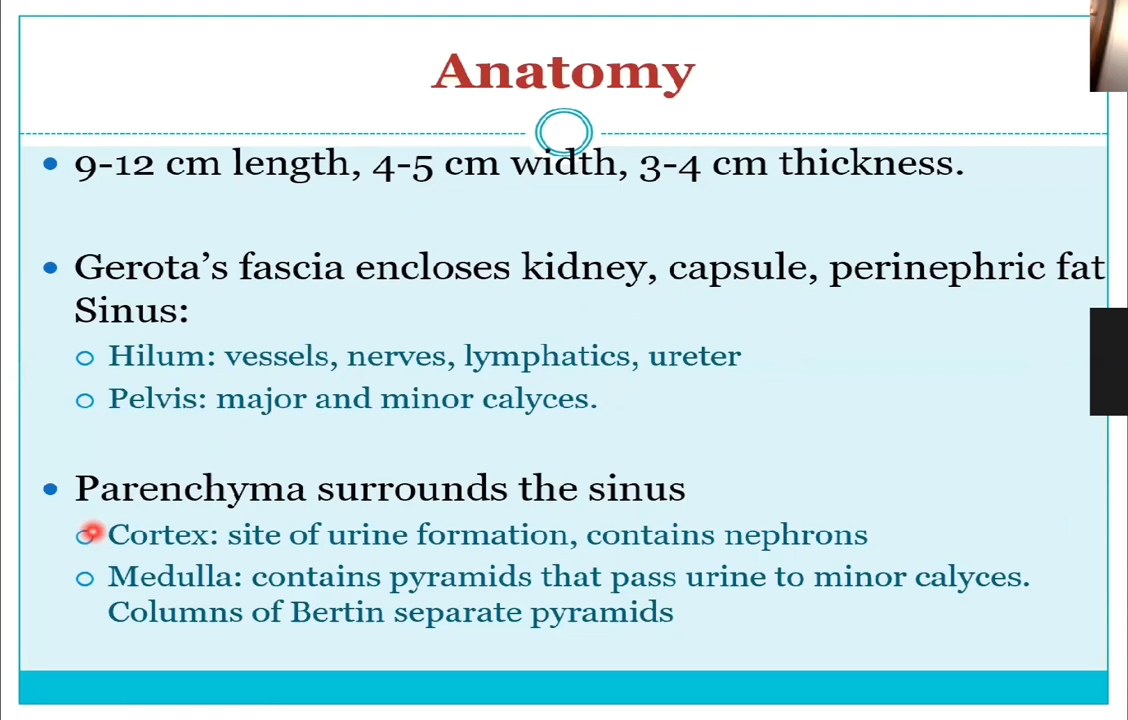 Anatomy
• 9-12 cm length, 4-5 cm width, 3-4 cm thickness.
• Gerota’s fascia encloses kidney, capsule, perinephric fat
Sinus:
○ Hilum: vessels, nerves, lymphatics, ureter
○ Pelvis: major and minor calyces.
• Parenchyma surrounds the sinus
○ Cortex: site of urine formation, contains nephrons
○ Medulla: contains pyramids that pass urine to minor calyces.
Columns of Bertin separate pyramids